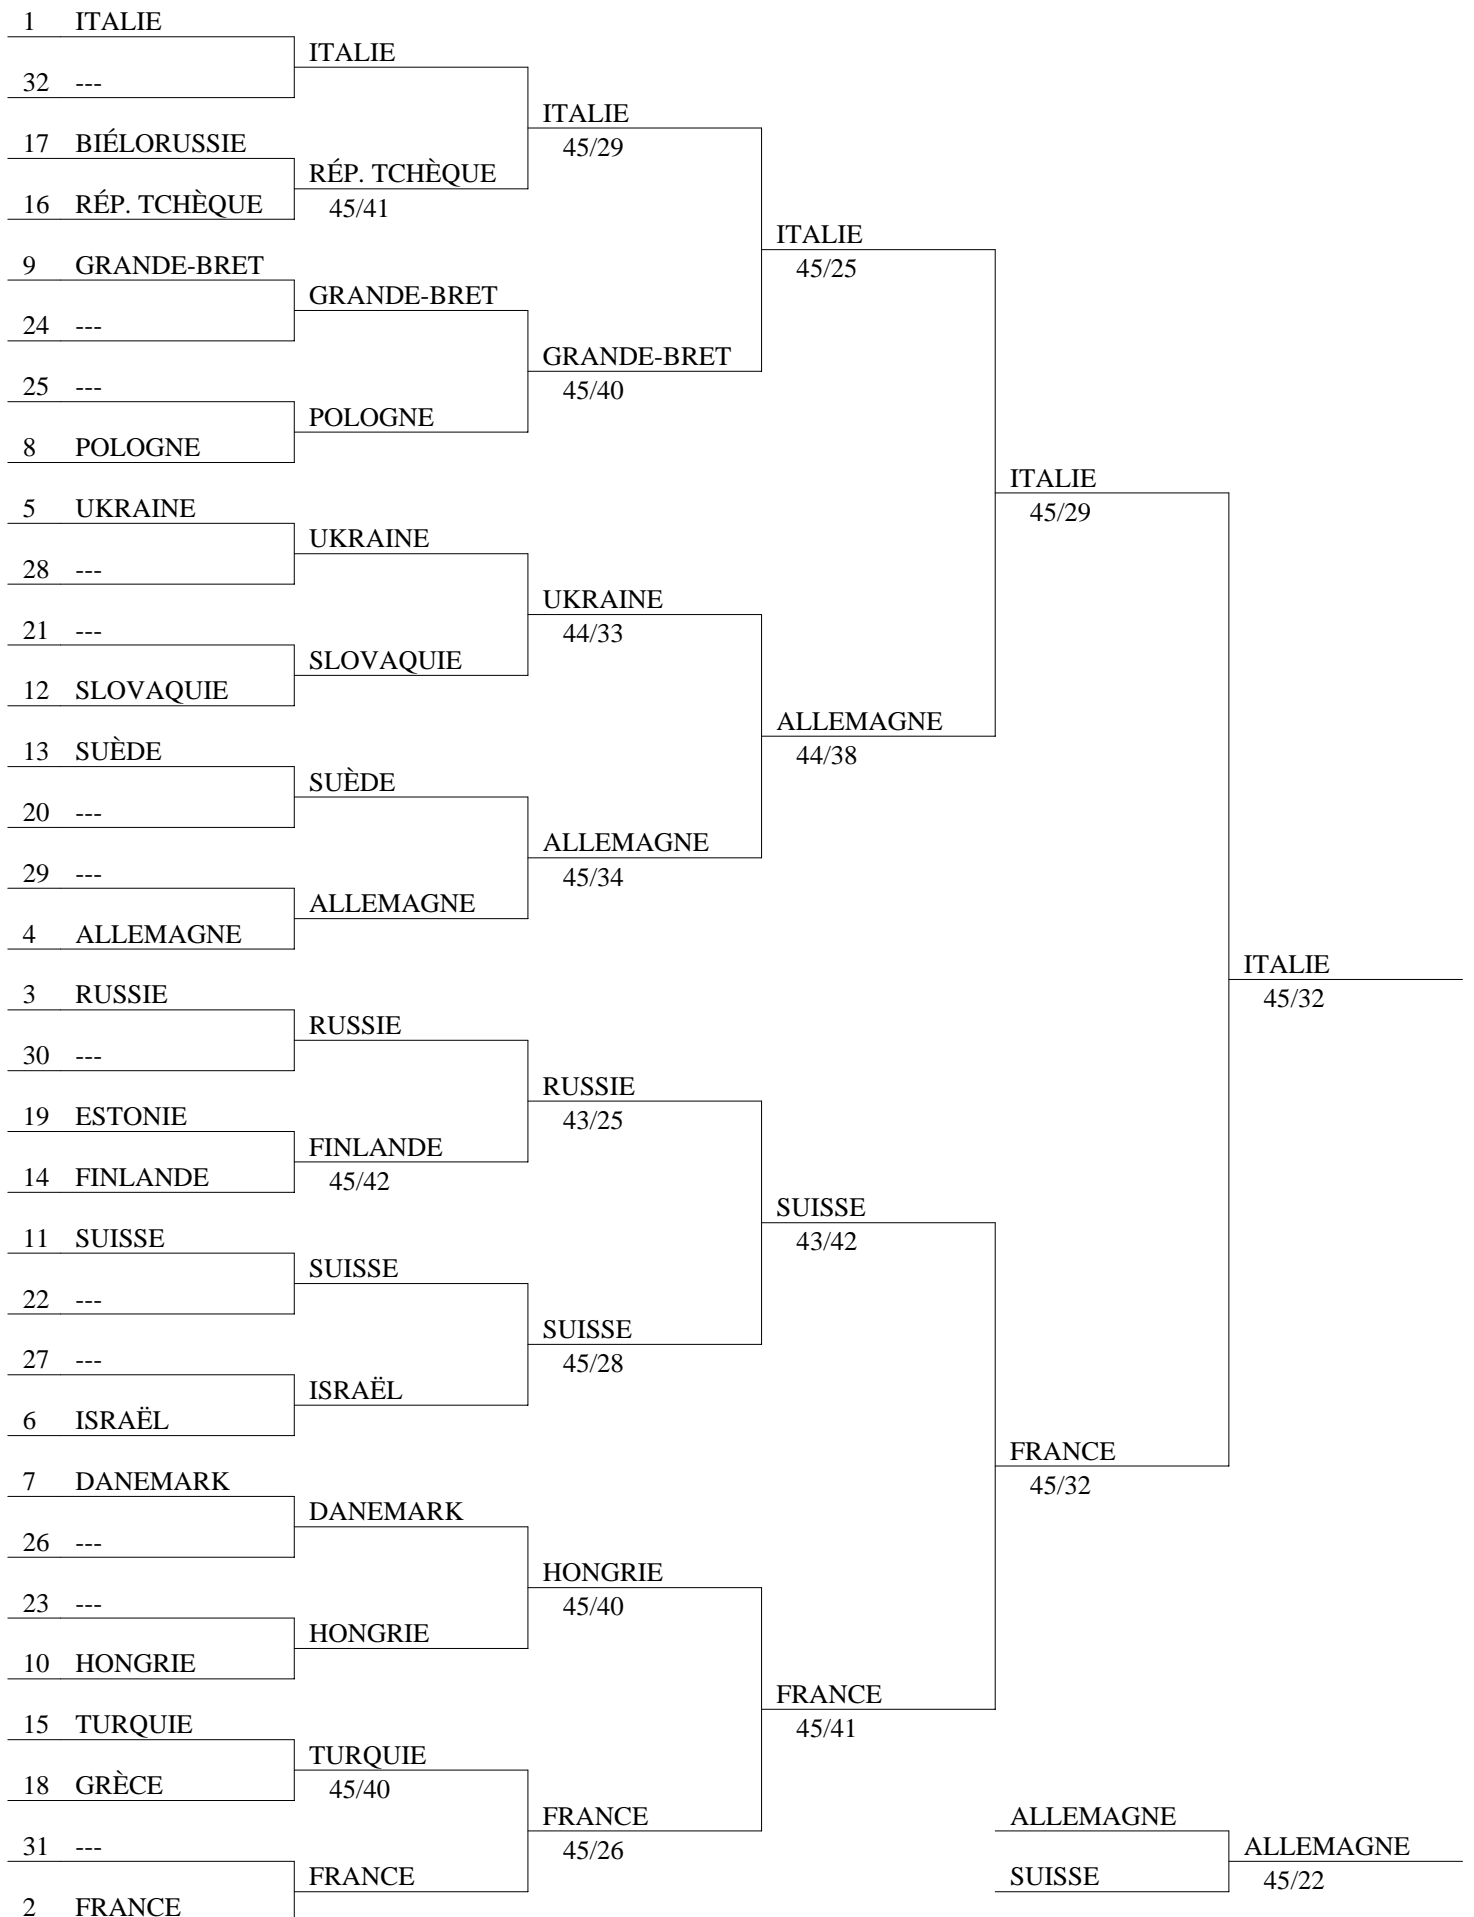 1 ITALIE
ITALIE
32 ---
ITALIE
45/29
17 BIÉLORUSSIE
RÉP. TCHÈQUE
45/41
16 RÉP. TCHÈQUE
ITALIE
45/25
9 GRANDE-BRET
GRANDE-BRET
24 ---
GRANDE-BRET
45/40
25 ---
POLOGNE
8 POLOGNE
ITALIE
45/29
5 UKRAINE
UKRAINE
28 ---
UKRAINE
44/33
21 ---
SLOVAQUIE
12 SLOVAQUIE
ALLEMAGNE
44/38
13 SUÈDE
SUÈDE
20 ---
ALLEMAGNE
45/34
29 ---
ALLEMAGNE
4 ALLEMAGNE
ITALIE
45/32
3 RUSSIE
RUSSIE
30 ---
RUSSIE
43/25
19 ESTONIE
FINLANDE
45/42
14 FINLANDE
SUISSE
43/42
11 SUISSE
SUISSE
22 ---
SUISSE
45/28
27 ---
ISRAËL
6 ISRAËL
FRANCE
45/32
7 DANEMARK
DANEMARK
26 ---
HONGRIE
45/40
23 ---
HONGRIE
10 HONGRIE
FRANCE
45/41
15 TURQUIE
TURQUIE
45/40
18 GRÈCE
FRANCE
45/26
31 ---
FRANCE
2 FRANCE
ALLEMAGNE
ALLEMAGNE
45/22
SUISSE